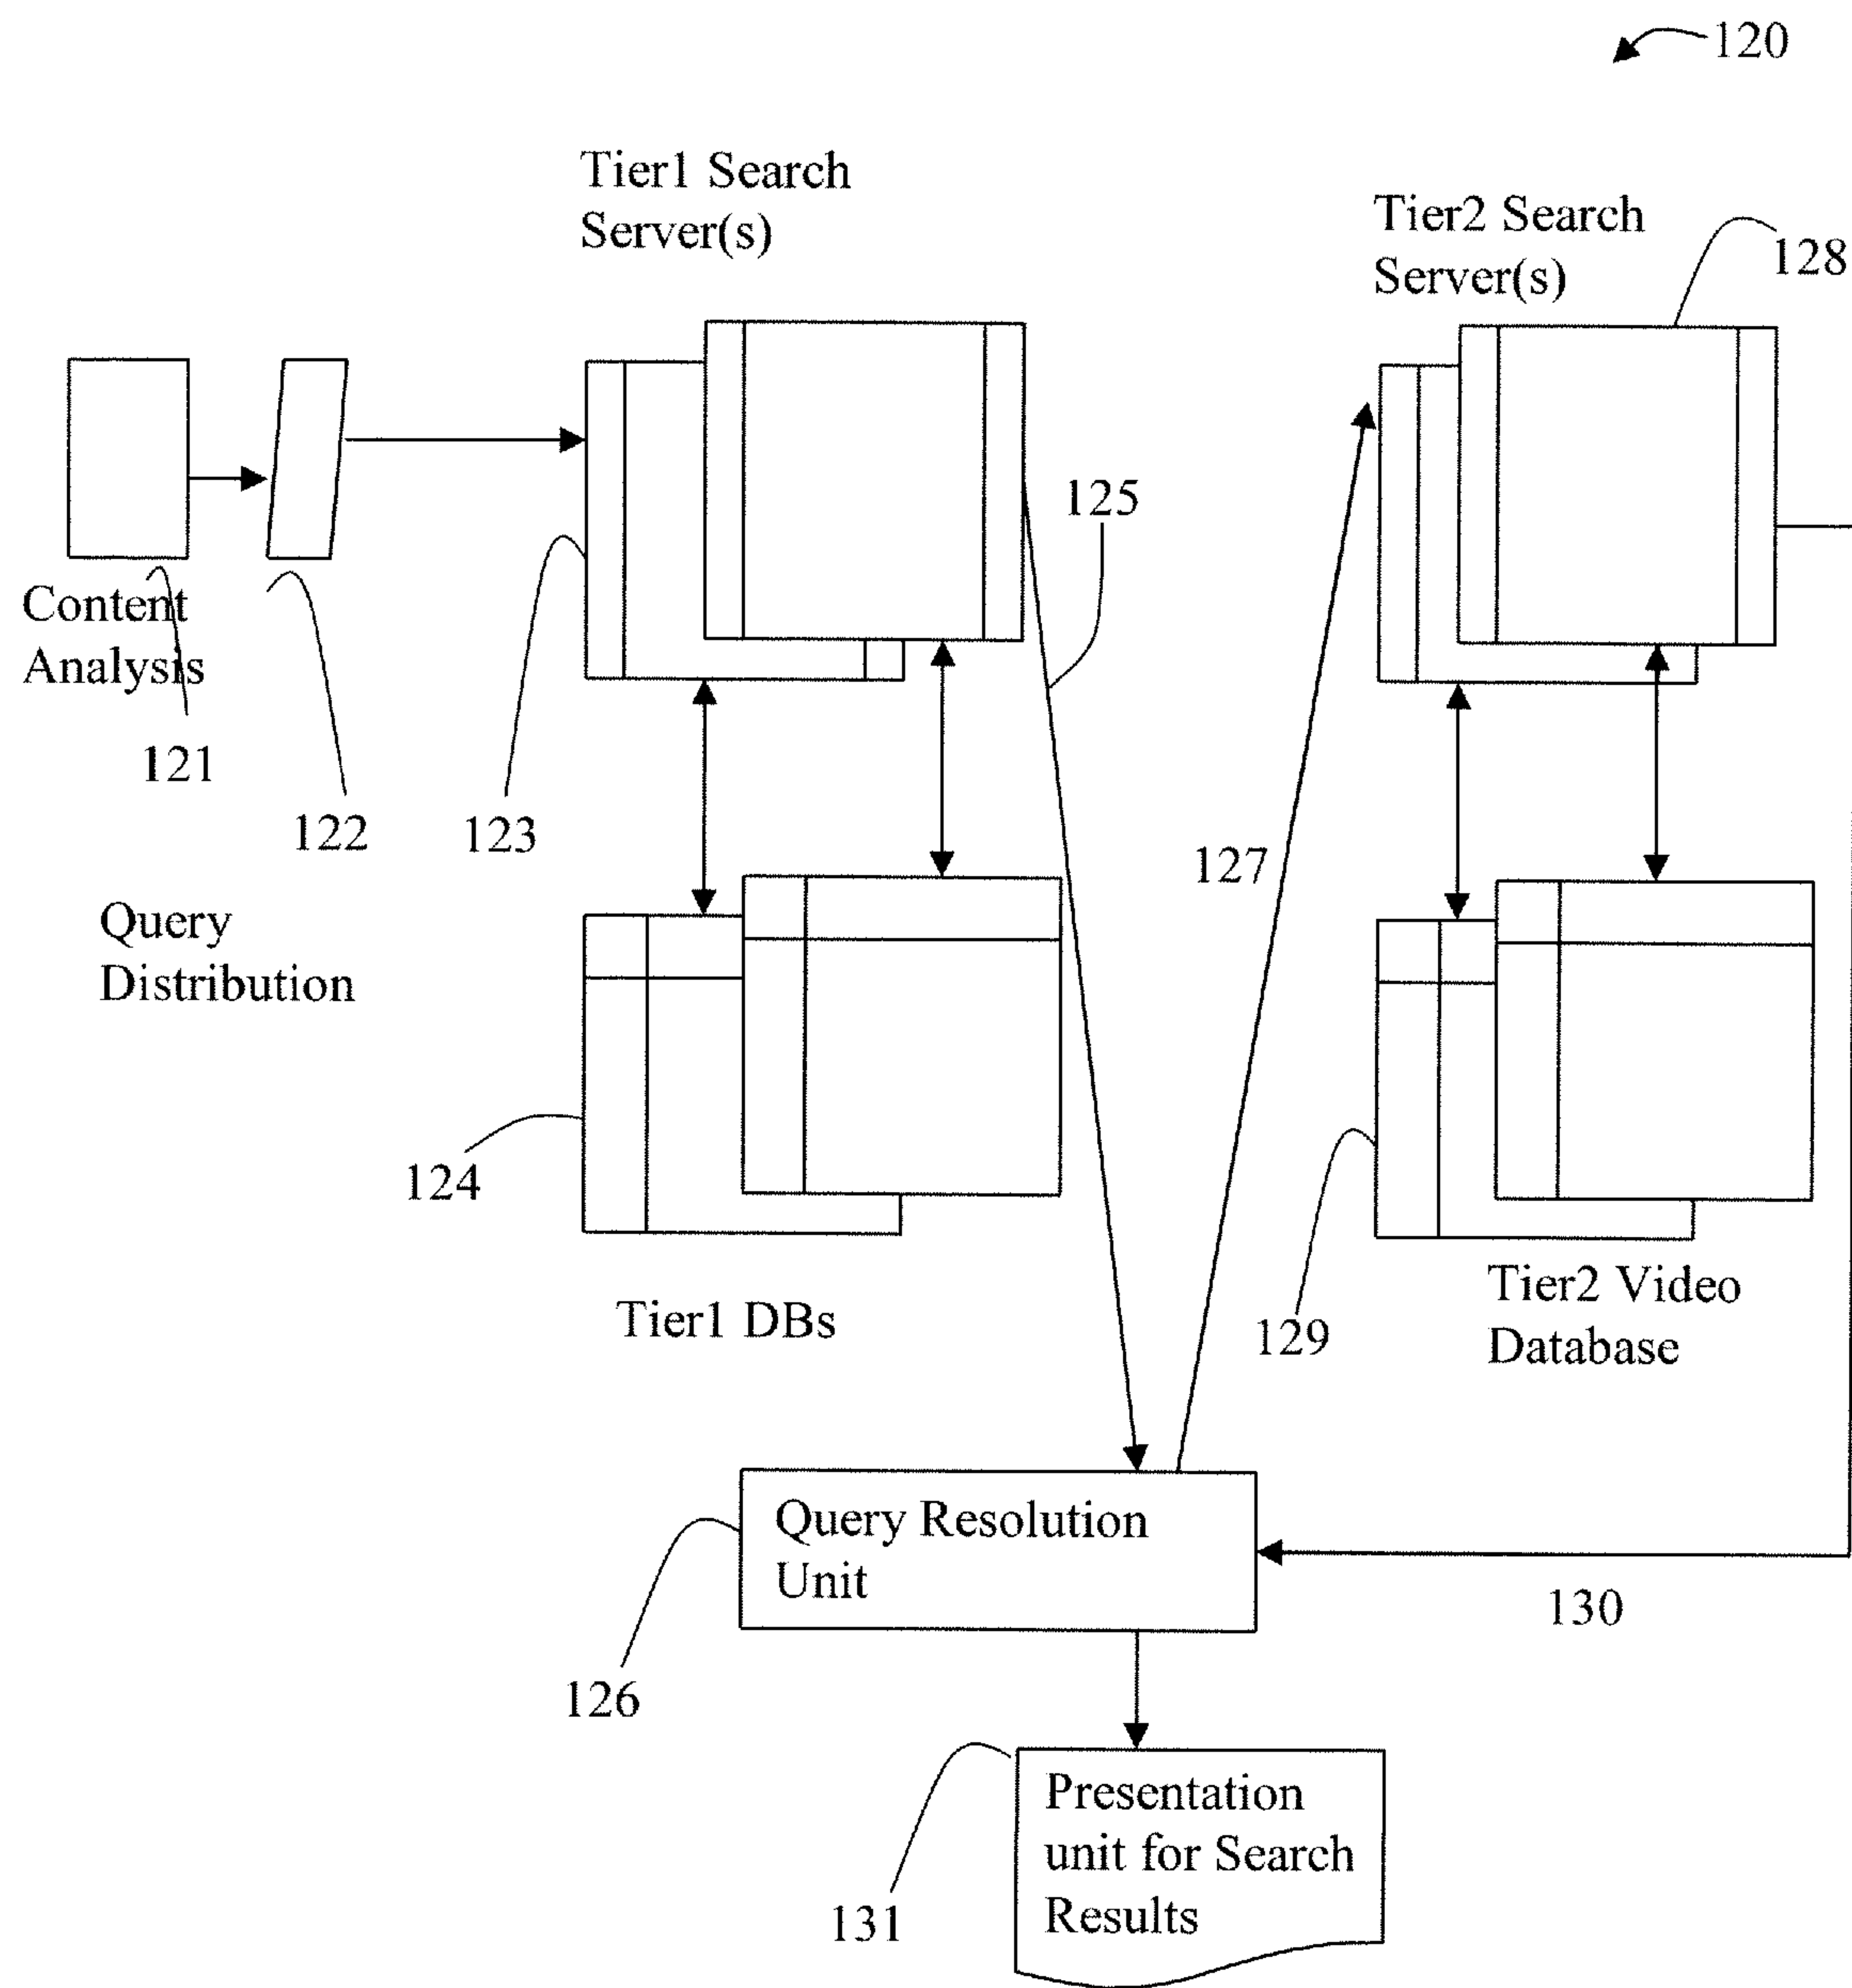 120
Tier1 Search
Server(s)
Tier2 Search
Server(s)
128
125
Content
Analysis
121
122
123
127
Query
Distribution
124
Tier1 DBs
129
Tier2 Video
Database
Query Resolution
Unit
130
126
Presentation
unit for Search
Results
131